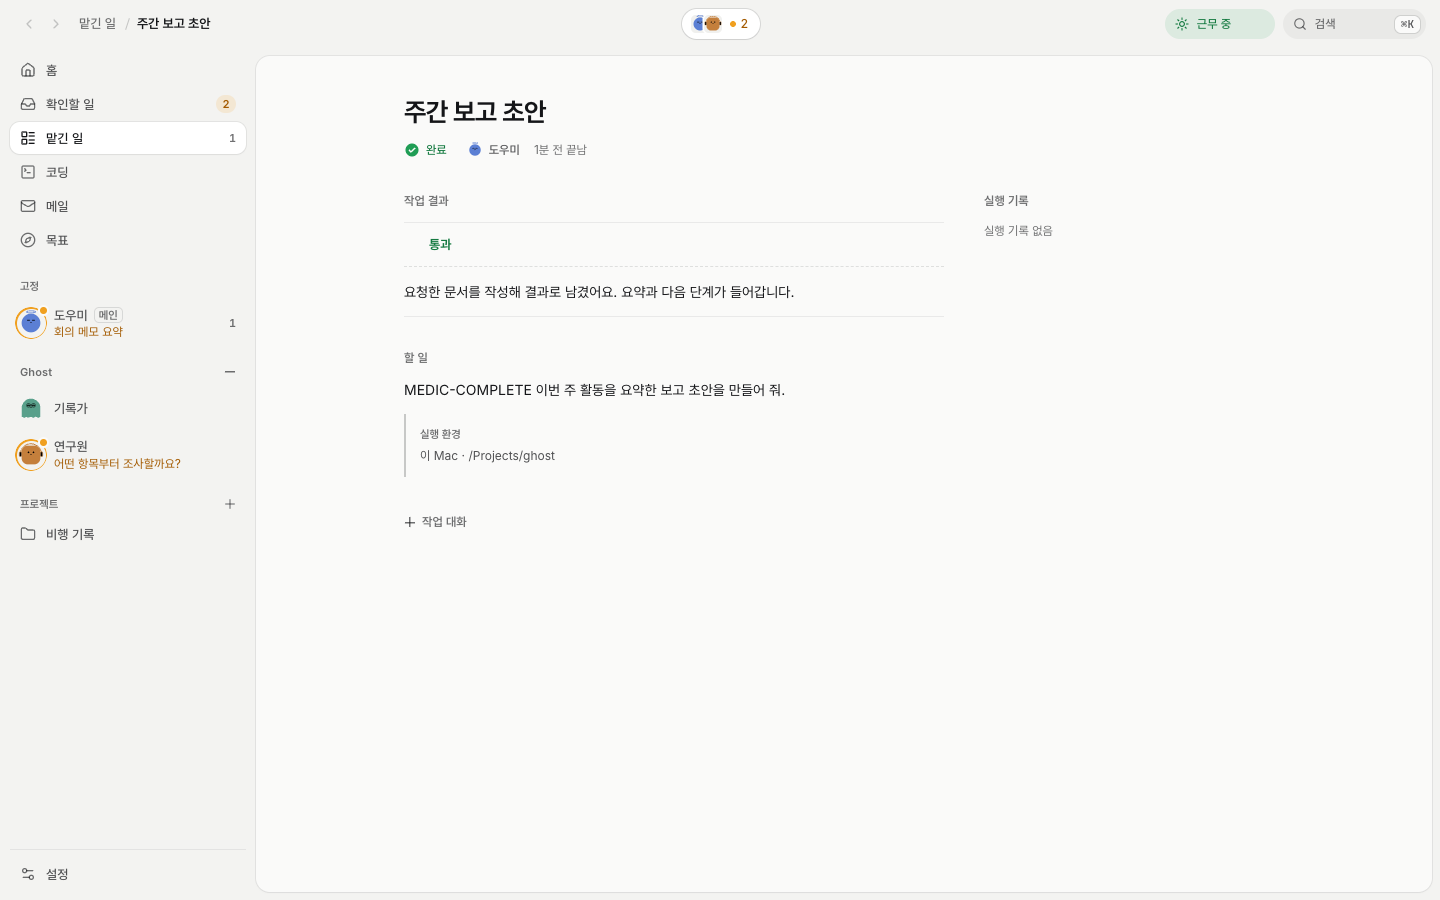 맡긴 일 / 주간 보고 초안
2
근무 중
검색
⌘K
홈
확인할 일
2
맡긴 일
1
코딩
메일
목표
고정
도우미
메인
회의 메모 요약
1
Ghost
기록가
연구원
어떤 항목부터 조사할까요?
프로젝트
비행 기록
설정
주간 보고 초안
완료
도우미
1분 전 끝남
작업 결과
통과
요청한 문서를 작성해 결과로 남겼어요. 요약과 다음 단계가 들어갑니다.
할 일
MEDIC-COMPLETE 이번 주 활동을 요약한 보고 초안을 만들어 줘.
실행 환경
이 Mac · /Projects/ghost
작업 대화
실행 기록
실행 기록 없음